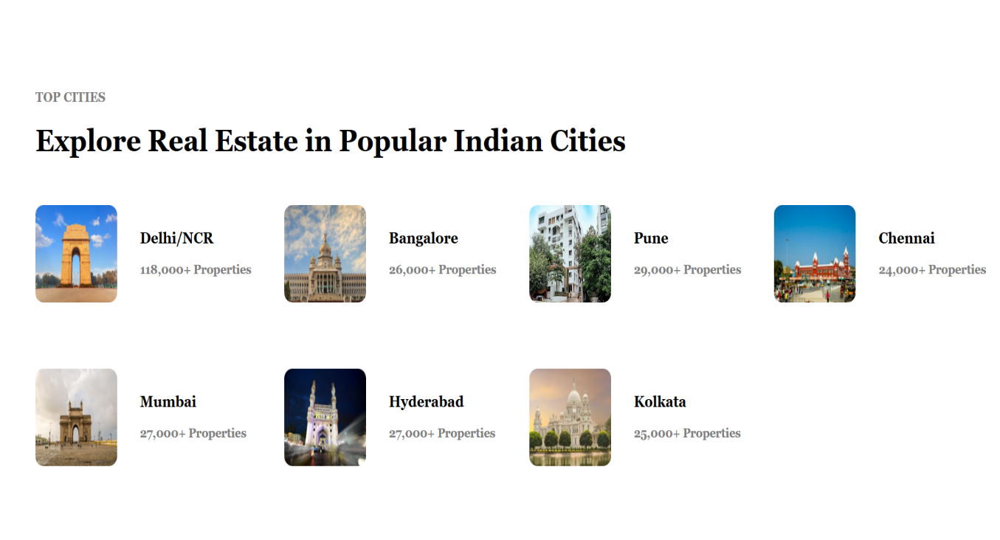 TOP CITIES
Explore Real Estate in Popular Indian Cities
Delhi/NCR
118,000+ Properties
Bangalore
26,000+ Properties
Pune
29,000+ Properties
Chennai
24,000+ Properties
Mumbai
27,000+ Properties
Hyderabad
27,000+ Properties
Kolkata
25,000+ Properties